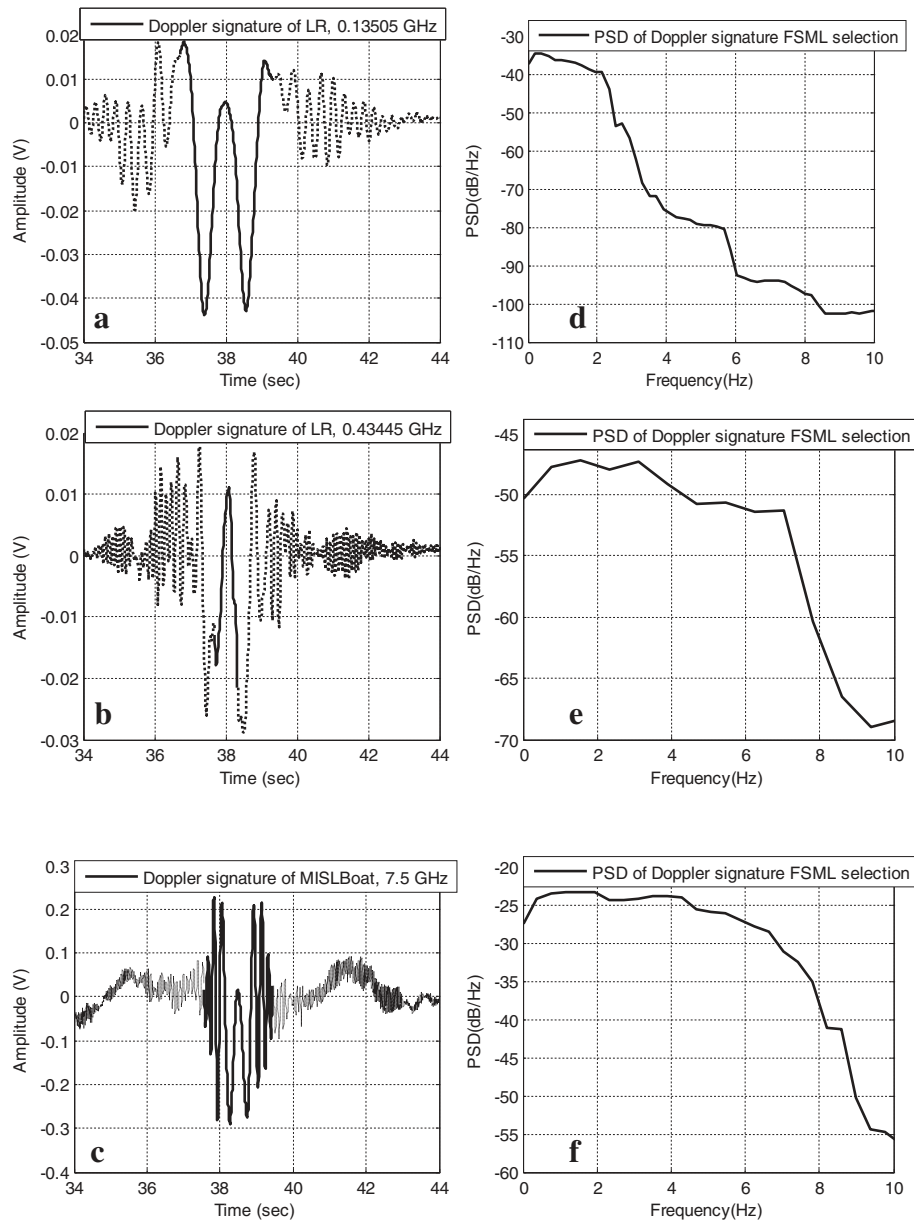 Doppler signature of LR, 0.13505 GHz
0.02
0.01
0
-0.01
-0.02
-0.03
-0.04
-0.05
Amplitude (V)
a
34 36 38 40 42 44
Time (sec)
PSD of Doppler signature FSML selection
-30
-40
-50
-60
-70
-80
-90
-100
-110
PSD(dB/Hz)
d
0 2 4 6 8 10
Frequency(Hz)
Doppler signature of LR, 0.43445 GHz
0.02
0.01
0
-0.01
-0.02
-0.03
Amplitude (V)
b
34 36 38 40 42 44
Time (sec)
PSD of Doppler signature FSML selection
-45
-50
-55
-60
-65
-70
PSD(dB/Hz)
e
0 2 4 6 8 10
Frequency(Hz)
Doppler signature of MISLBoat, 7.5 GHz
0.3
0.2
0.1
0
-0.1
-0.2
-0.3
-0.4
Amplitude (V)
c
34 36 38 40 42 44
Time (sec)
PSD of Doppler signature FSML selection
-20
-25
-30
-35
-40
-45
-50
-55
-60
PSD(dB/Hz)
f
0 2 4 6 8 10
Frequency(Hz)